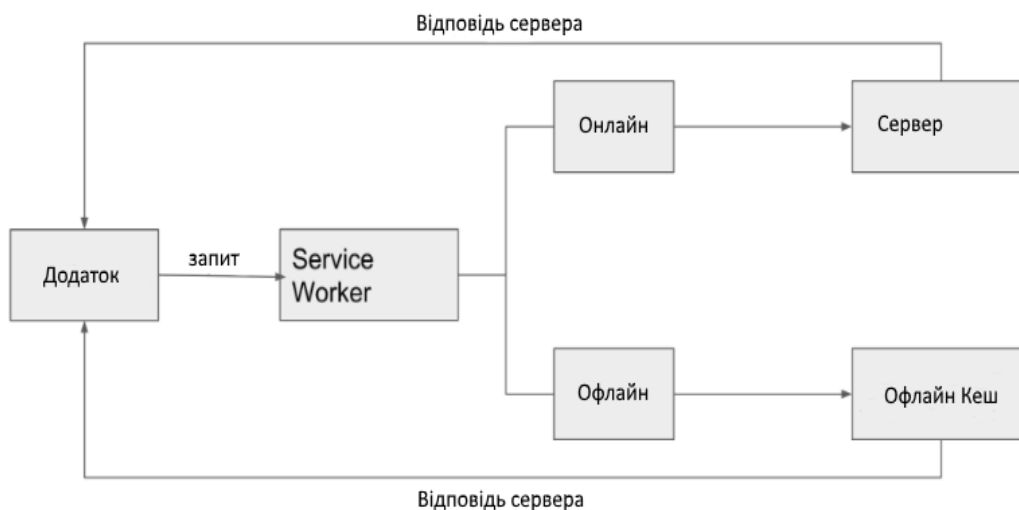 Відповідь сервера
Онлайн
Сервер
Додаток
запит
Service
Worker
Офлайн
Офлайн Кеш
Відповідь сервера